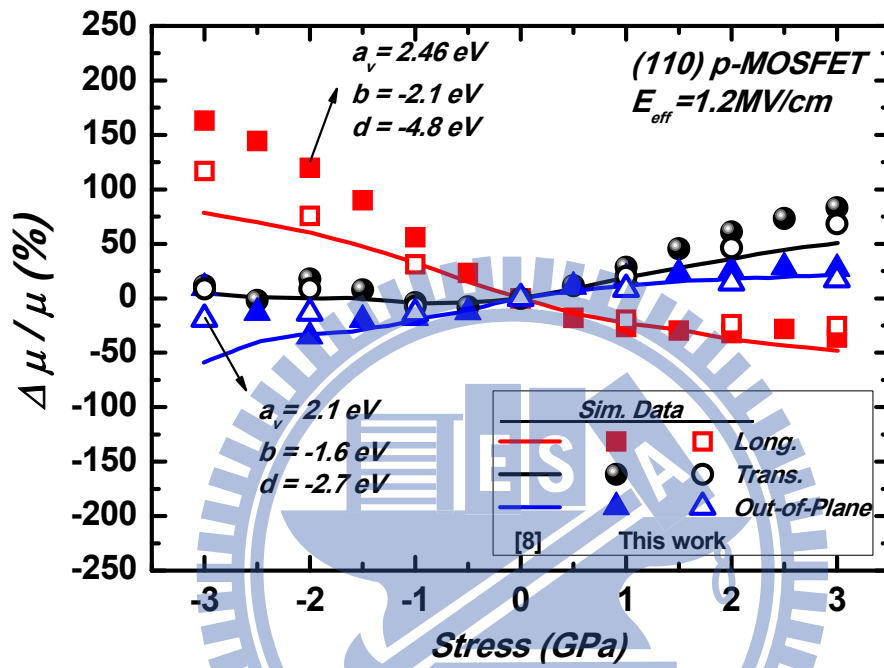 250
200
150
100
50
0
-50
-100
-150
-200
-250
Δ μ / μ (%)
a_v = 2.46 eV
b = -2.1 eV
d = -4.8 eV
(110) p-MOSFET
E_eff =1.2MV/cm
a_v = 2.1 eV
b = -1.6 eV
d = -2.7 eV
Sim. Data
Long.
Trans.
Out-of-Plane
[8] This work
E S A
-3 -2 -1 0 1 2 3
Stress (GPa)